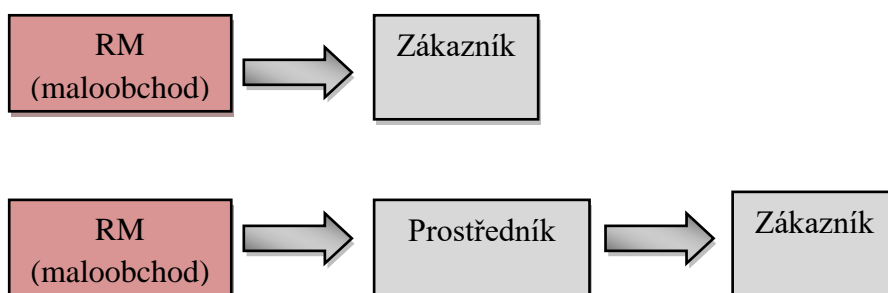 RM
(maloobchod)
Zákazník
RM
(maloobchod)
Prostředník
Zákazník